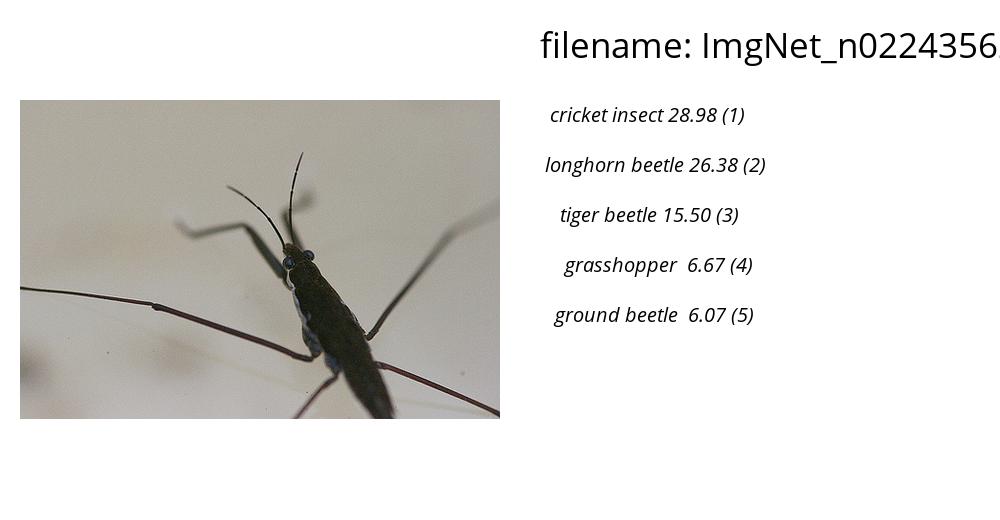 filename: ImgNet_n0224356
cricket insect 28.98 (1)
longhorn beetle 26.38 (2)
tiger beetle 15.50 (3)
grasshopper 6.67 (4)
ground beetle 6.07 (5)